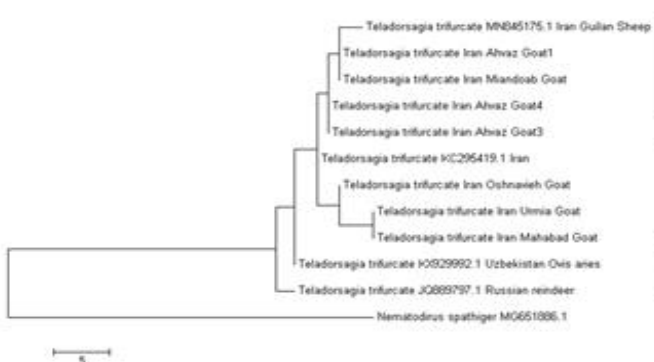 Teladorsagia trifurcate MN845175.1 Iran Guilan Sheep
Teladorsagia trifurcate Iran Ahvaz Goat1
Teladorsagia trifurcate Iran Miandoab Goat
Teladorsagia trifurcate Iran Ahvaz Goat4
Teladorsagia trifurcate Iran Ahvaz Goat3
Teladorsagia trifurcate KC295419.1 Iran
Teladorsagia trifurcate Iran Oshnavieh Goat
Teladorsagia trifurcate Iran Urmia Goat
Teladorsagia trifurcate Iran Mahabad Goat
Teladorsagia trifurcate KX929992.1 Uzbekistan Ovis aries
Teladorsagia trifurcate JQ889797.1 Russian reindeer
Nematodirus spathiger MG651886.1
5